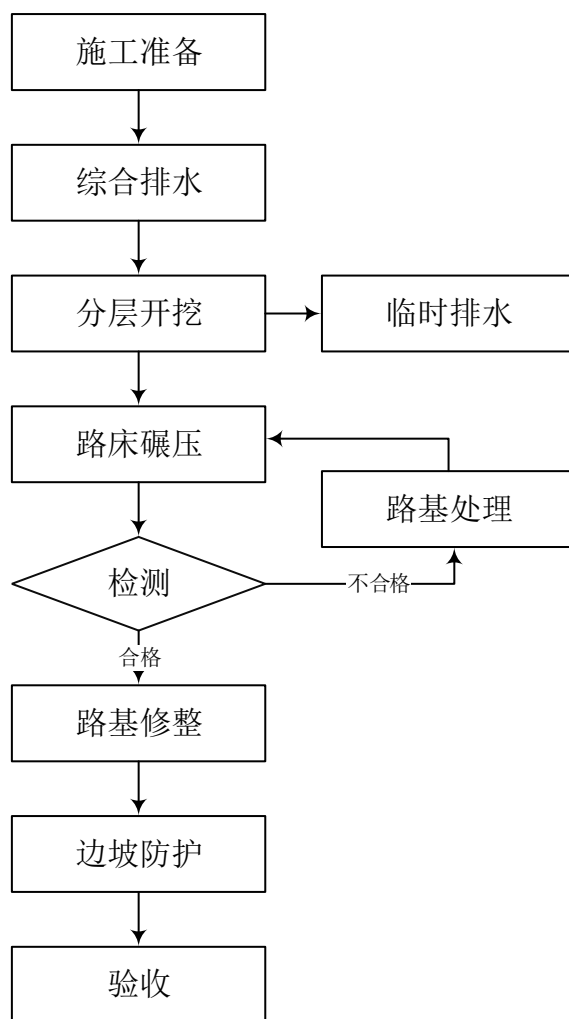 施工准备
综合排水
分层开挖
临时排水
路床碾压
路基处理
检测
不合格
合格
路基修整
边坡防护
验收